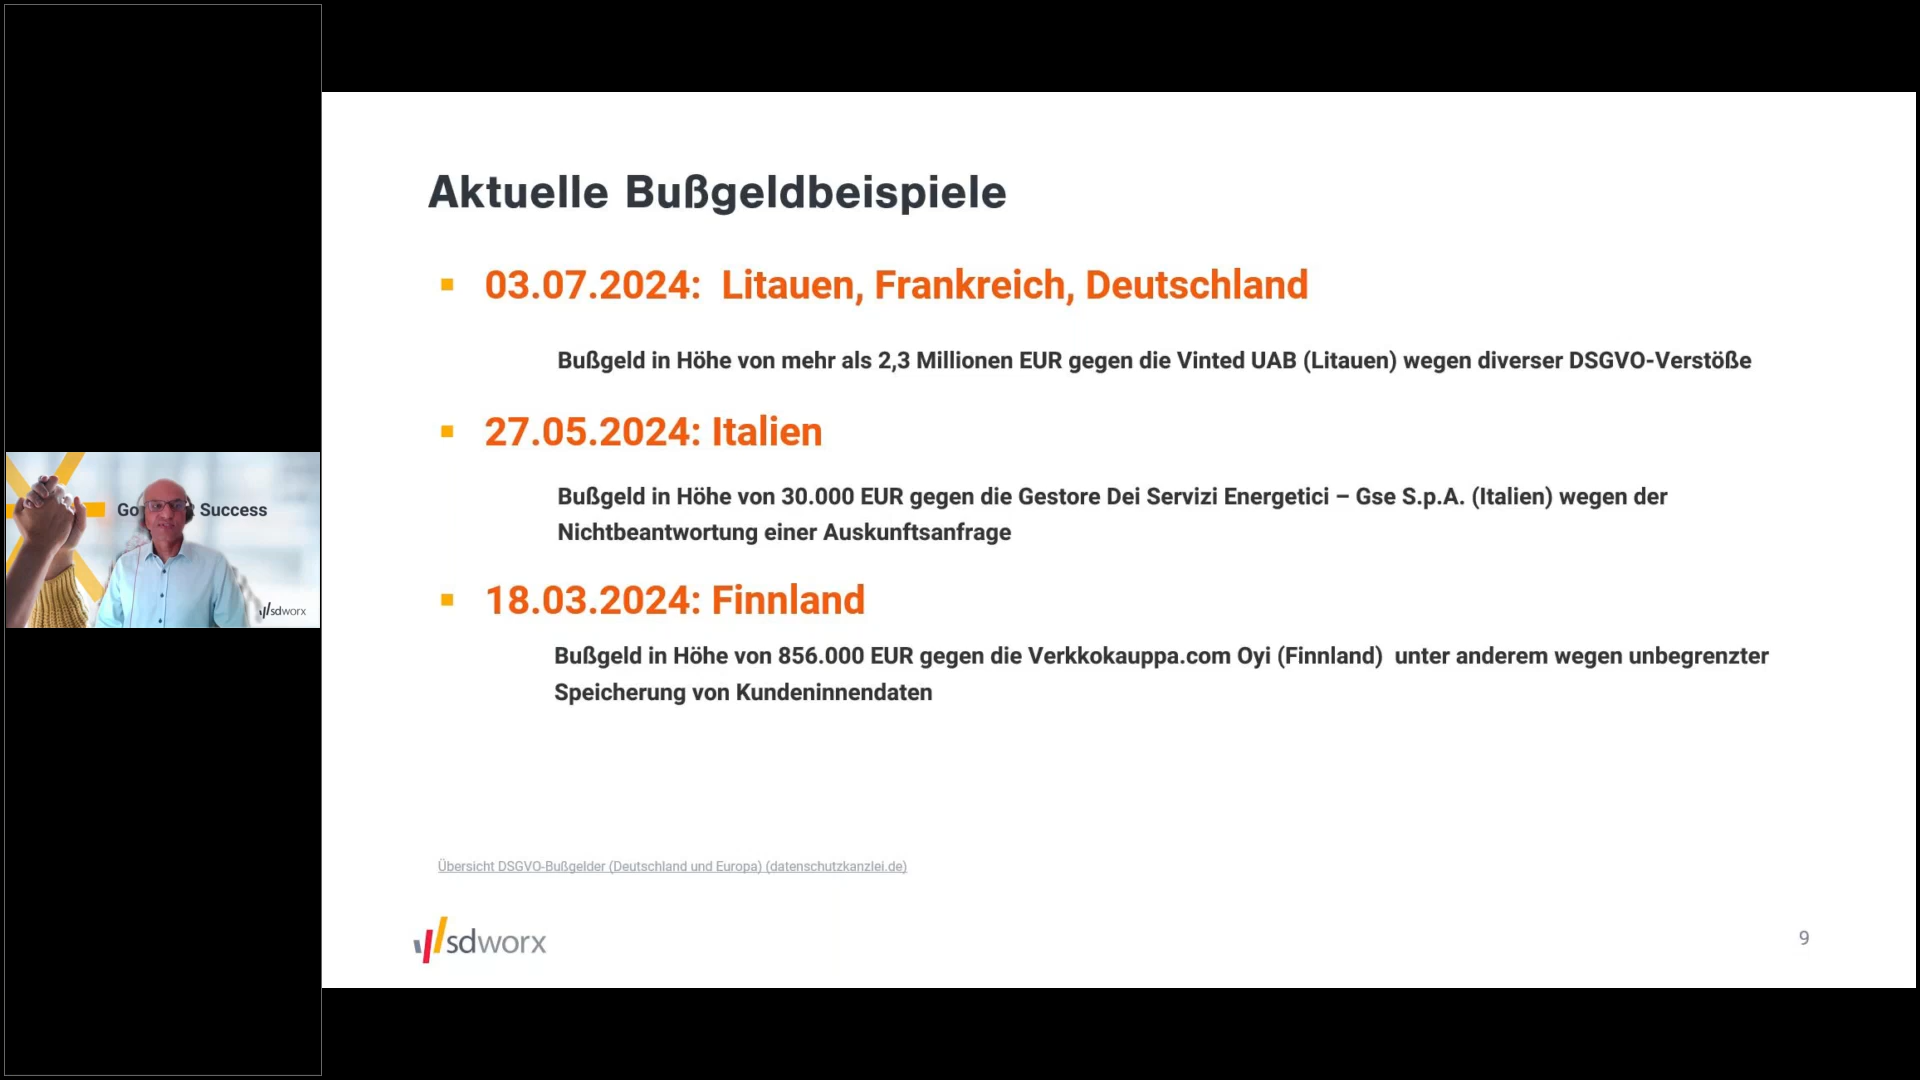 Aktuelle Bußgeldbeispiele
03.07.2024: Litauen, Frankreich, Deutschland
Bußgeld in Höhe von mehr als 2,3 Millionen EUR gegen die Vinted UAB (Litauen) wegen diverser DSGVO-Verstöße
27.05.2024: Italien
Bußgeld in Höhe von 30.000 EUR gegen die Gestore Dei Servizi Energetici – Gse S.p.A. (Italien) wegen der
Nichtbeantwortung einer Auskunftsanfrage
18.03.2024: Finnland
Bußgeld in Höhe von 856.000 EUR gegen die Verkkokauppa.com Oyi (Finnland) unter anderem wegen unbegrenzter
Speicherung von Kundeninnendaten
Übersicht DSGVO-Bußgelder (Deutschland und Europa) (datenschutzkanzlei.de)
sdworx
9
Success
sdworx